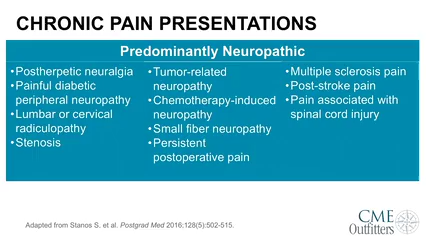 CHRONIC PAIN PRESENTATIONS
Predominantly Neuropathic
•Postherpetic neuralgia
•Painful diabetic
peripheral neuropathy
•Lumbar or cervical
radiculopathy
•Stenosis
•Tumor-related
neuropathy
•Chemotherapy-induced
neuropathy
•Small fiber neuropathy
•Persistent
postoperative pain
•Multiple sclerosis pain
•Post-stroke pain
•Pain associated with
spinal cord injury
Adapted from Stanos S. et al. Postgrad Med 2016;128(5):502-515.
CME
Outfitters